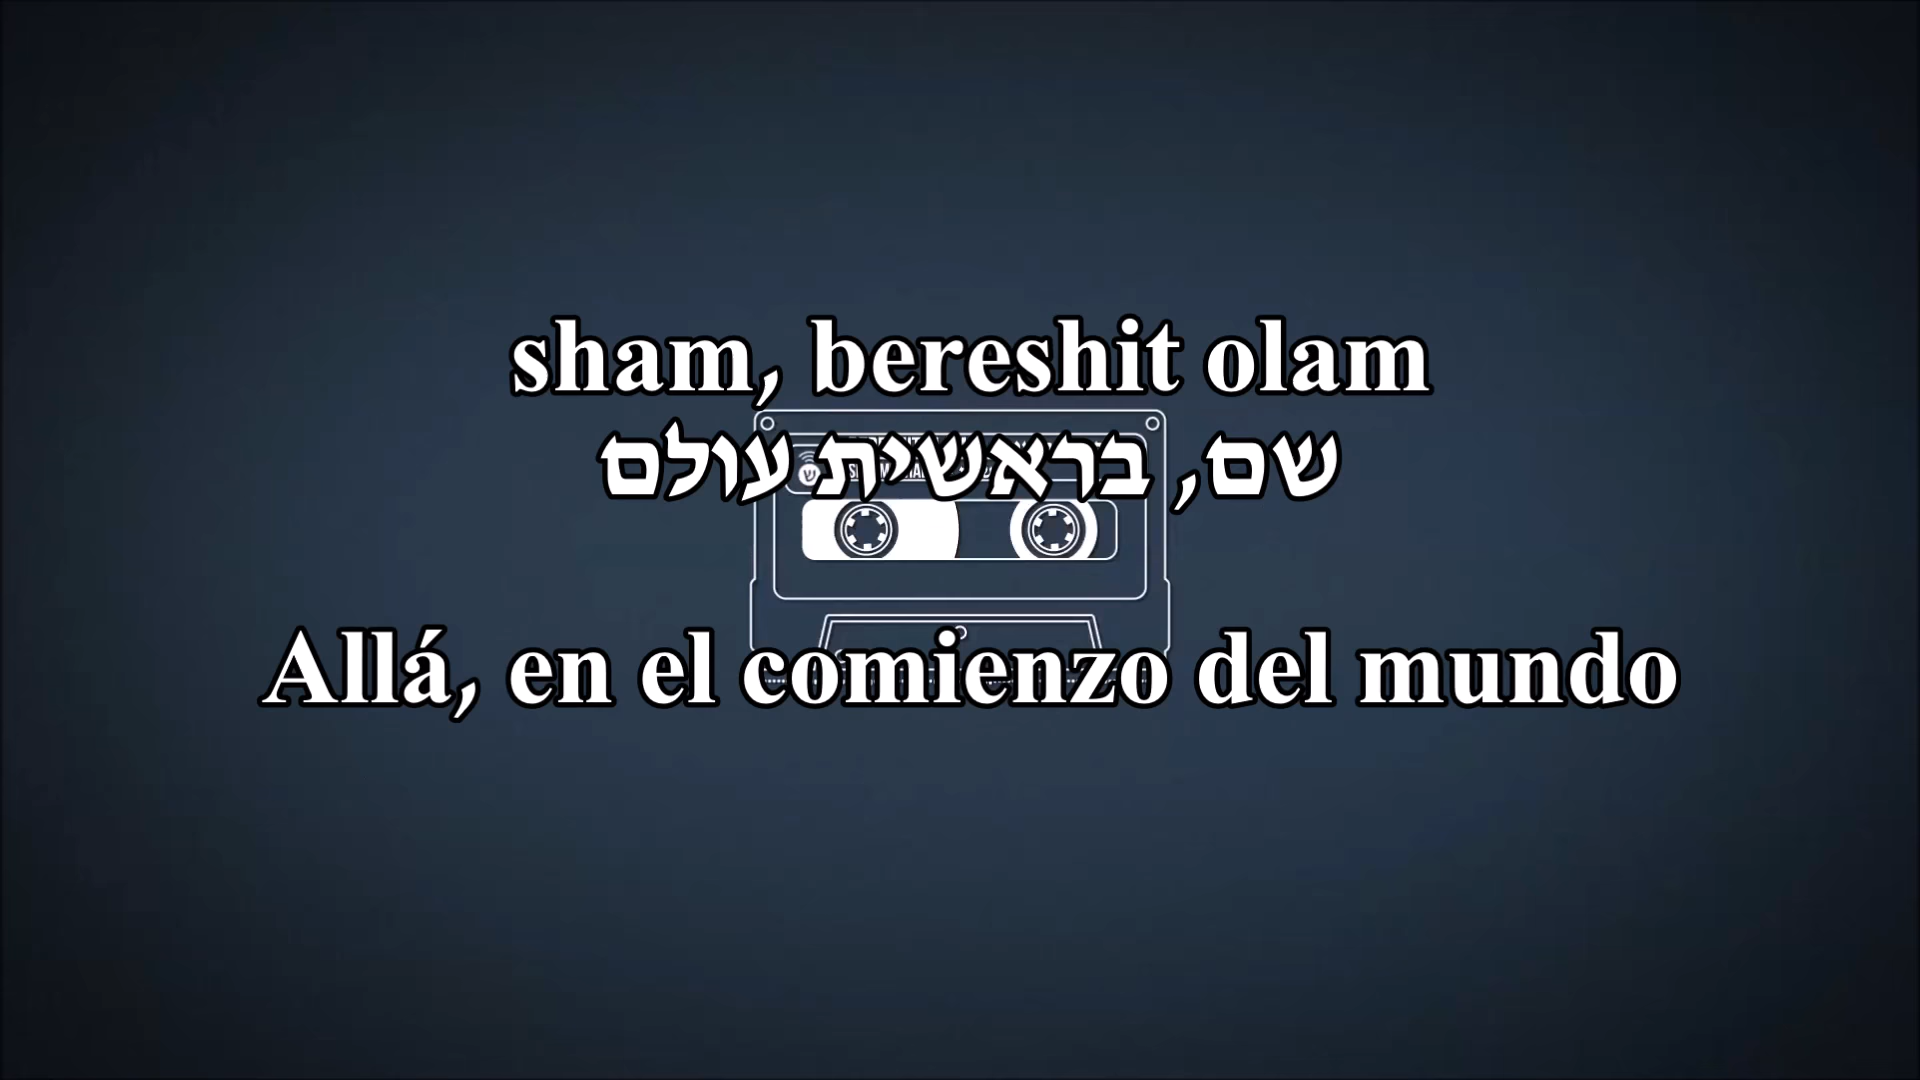 sham, bereshit olam
שם, בראשית עולם
Allá, en el comienzo del mundo